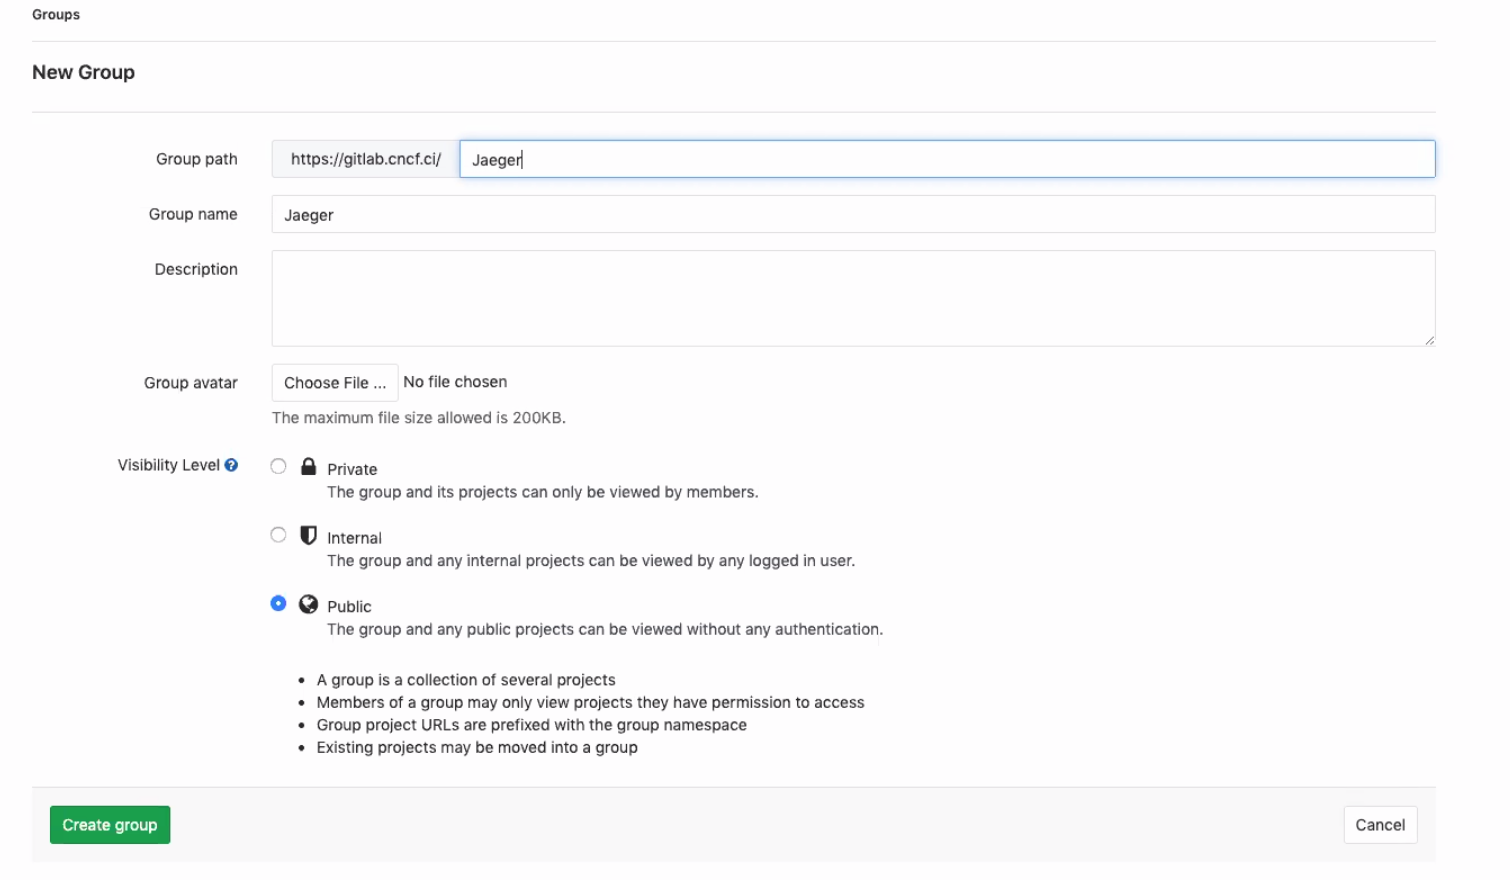 Groups
New Group
Group path https://gitlab.cncf.ci/ Jaeger
Group name Jaeger
Description
Group avatar Choose File ... No file chosen
The maximum file size allowed is 200KB.
Visibility Level ? Private
The group and its projects can only be viewed by members.
Internal
The group and any internal projects can be viewed by any logged in user.
Public
The group and any public projects can be viewed without any authentication.
• A group is a collection of several projects
• Members of a group may only view projects they have permission to access
• Group project URLs are prefixed with the group namespace
• Existing projects may be moved into a group
Create group Cancel